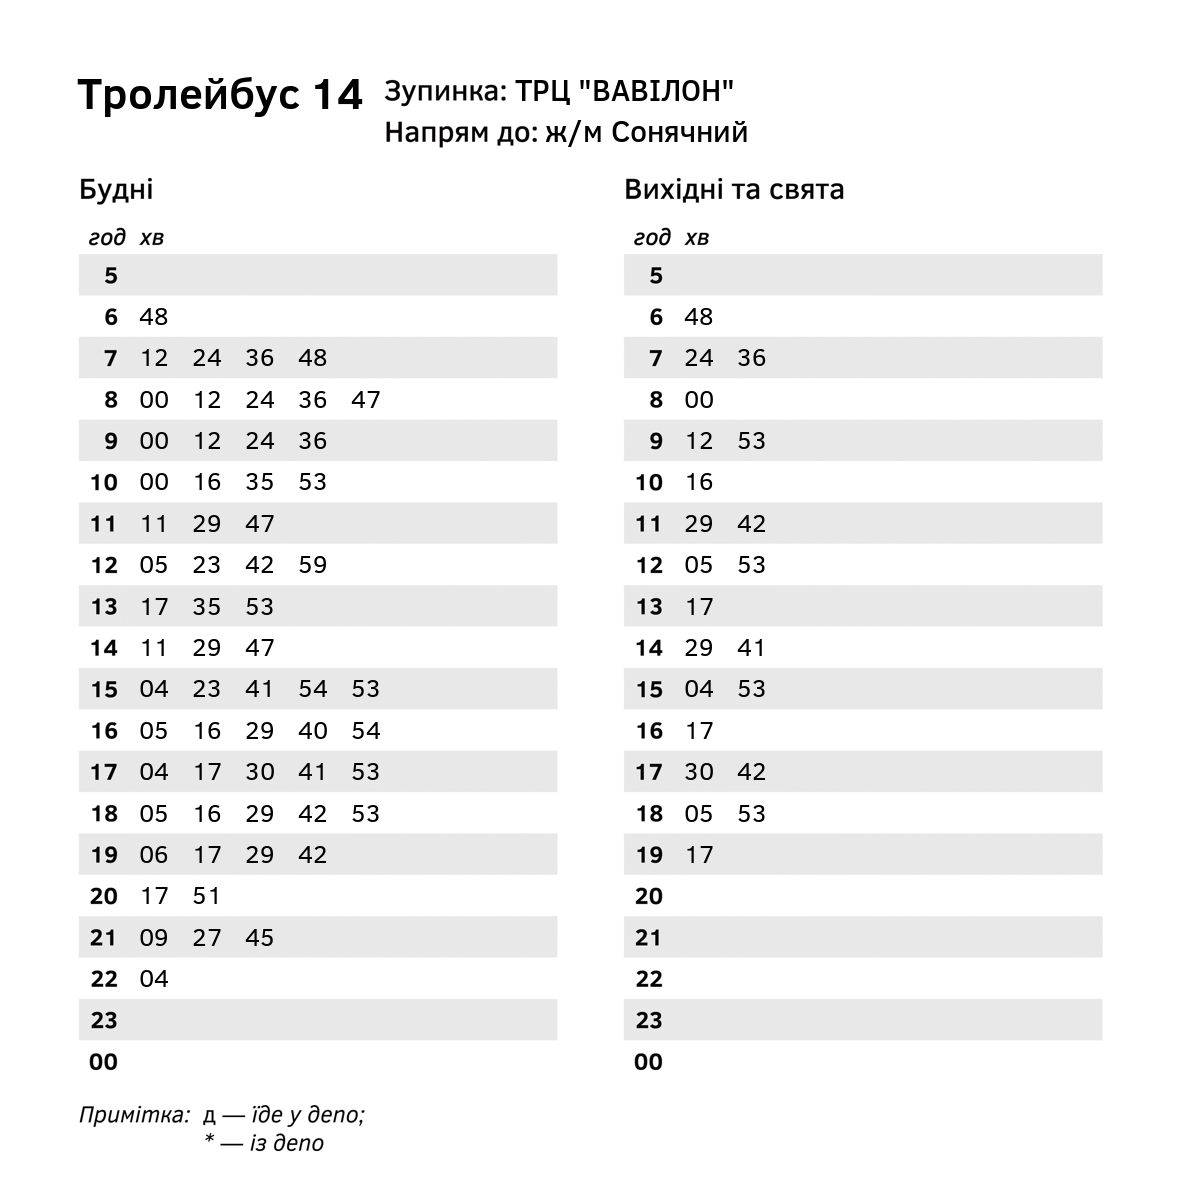 Тролейбус 14
Зупинка: ТРЦ "ВАВІЛОН"
Напрям до: ж/м Сонячний
Будні
год хв
5
6 48
7 12 24 36 48
8 00 12 24 36 47
9 00 12 24 36
10 00 16 35 53
11 11 29 47
12 05 23 42 59
13 17 35 53
14 11 29 47
15 04 23 41 54 53
16 05 16 29 40 54
17 04 17 30 41 53
18 05 16 29 42 53
19 06 17 29 42
20 17 51
21 09 27 45
22 04
23
00
Вихідні та свята
год хв
5
6 48
7 24 36
8 00
9 12 53
10 16
11 29 42
12 05 53
13 17
14 29 41
15 04 53
16 17
17 30 42
18 05 53
19 17
20
21
22
23
00
Примітка: д — їде у депо;
* — із депо